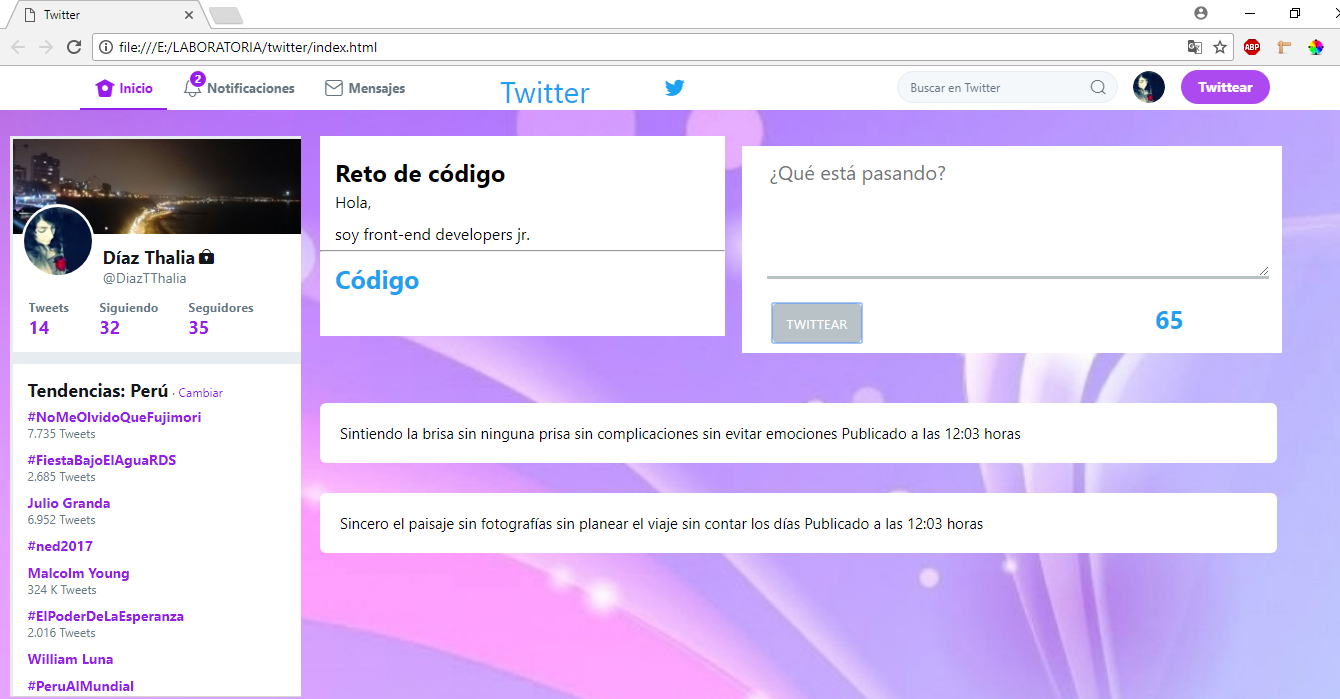 Twitter
file:///E:/LABORATORIA/twitter/index.html
ABP
Inicio
2
Notificaciones
Mensajes
Twitter
Buscar en Twitter
Twittear
Díaz Thalia
@DiazTThalia
Tweets Siguiendo Seguidores
14 32 35
Tendencias: Perú · Cambiar
#NoMeOlvidoQueFujimori
7.735 Tweets
#FiestaBajoElAguaRDS
2.685 Tweets
Julio Granda
6.952 Tweets
#ned2017
Malcolm Young
324 K Tweets
#ElPoderDeLaEsperanza
2.016 Tweets
William Luna
#PeruAlMundial
Reto de código
Hola,
soy front-end developers jr.
Código
¿Qué está pasando?
TWITTEAR
65
Sintiendo la brisa sin ninguna prisa sin complicaciones sin evitar emociones Publicado a las 12:03 horas
Sincero el paisaje sin fotografías sin planear el viaje sin contar los días Publicado a las 12:03 horas